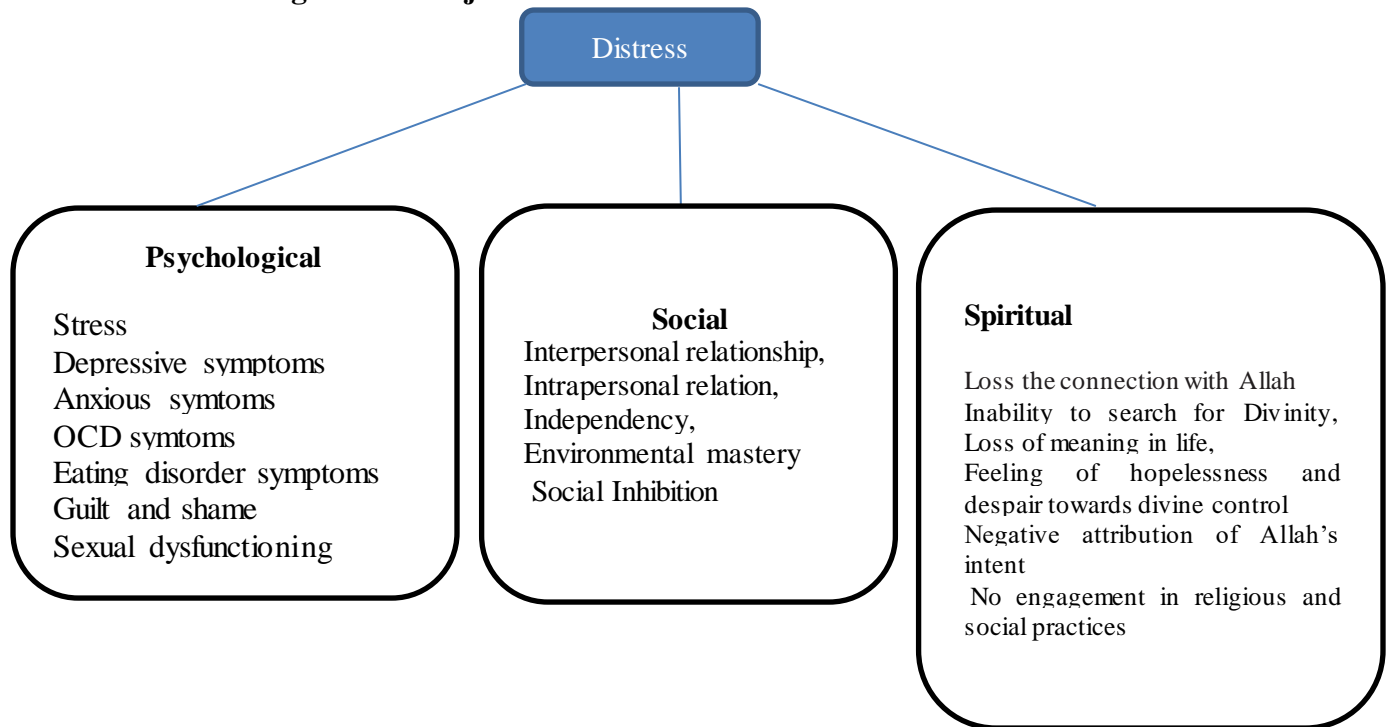 Distress
Psychological
Stress
Depressive symptoms
Anxious symtoms
OCD symtoms
Eating disorder symptoms
Guilt and shame
Sexual dysfunctioning
Social
Interpersonal relationship,
Intrapersonal relation,
Independency,
Environmental mastery
Social Inhibition
Spiritual
Loss the connection with Allah
Inability to search for Divinity,
Loss of meaning in life,
Feeling of hopelessness and
despair towards divine control
Negative attribution of Allah’s
intent
No engagement in religious and
social practices